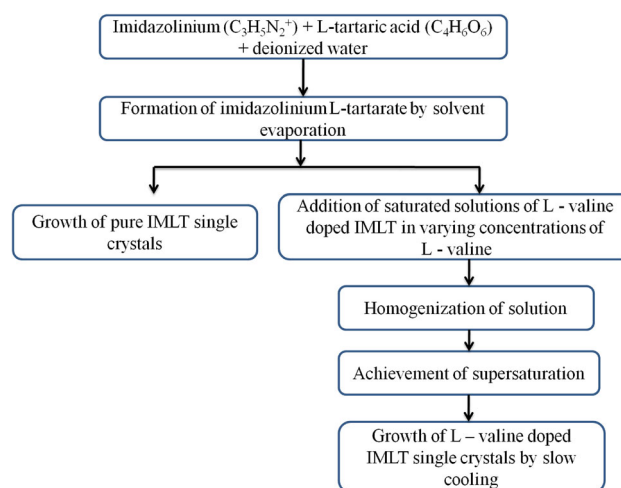 Imidazolinium (C₃H₅N₂⁺) + L-tartaric acid (C₄H₆O₆)
+ deionized water
Formation of imidazolinium L-tartarate by solvent
evaporation
Growth of pure IMLT single
crystals
Addition of saturated solutions of L - valine
doped IMLT in varying concentrations of
L - valine
Homogenization of solution
Achievement of supersaturation
Growth of L – valine doped
IMLT single crystals by slow
cooling